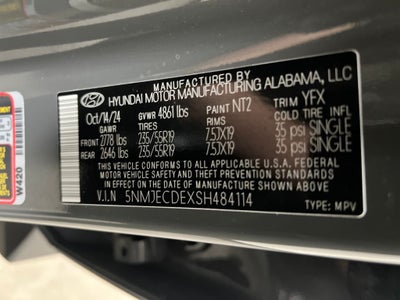 MANUFACTURED BY
HYUNDAI MOTOR MANUFACTURING ALABAMA, LLC
Oct/14/24 GVWR 4861 lbs PAINT NT2 TRIM YFX
GAWR TIRES RIMS COLD TIRE INFL
FRONT 2778 lbs 235/55R19 7.5JX19 35 psi SINGLE
REAR 2646 lbs 235/55R19 7.5JX19 35 psi SINGLE
THIS VEHICLE CONFORMS TO ALL APPLICABLE U.S.A. FEDERAL
MOTOR VEHICLE SAFETY, BUMPER AND
THEFT PREVENTION STANDARDS
IN EFFECT ON THE DATE OF MANUFACTURE SHOWN ABOVE.
V.I.N 5NMJECDEXSH484114 TYPE: MPV
W420